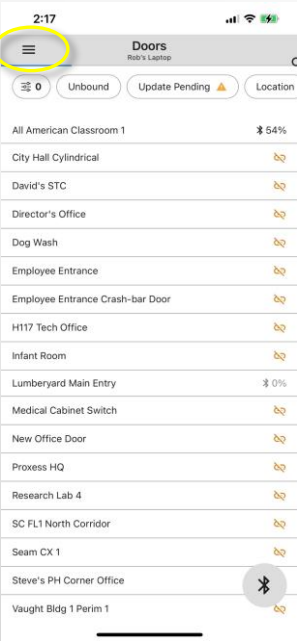 2:17
Doors
Rob's Laptop
0 Unbound Update Pending Location
All American Classroom 1 54%
City Hall Cylindrical
David's STC
Director's Office
Dog Wash
Employee Entrance
Employee Entrance Crash-bar Door
H117 Tech Office
Infant Room
Lumberyard Main Entry 0%
Medical Cabinet Switch
New Office Door
Proxess HQ
Research Lab 4
SC FL1 North Corridor
Seam CX 1
Steve's PH Corner Office
Vaught Bldg 1 Perim 1